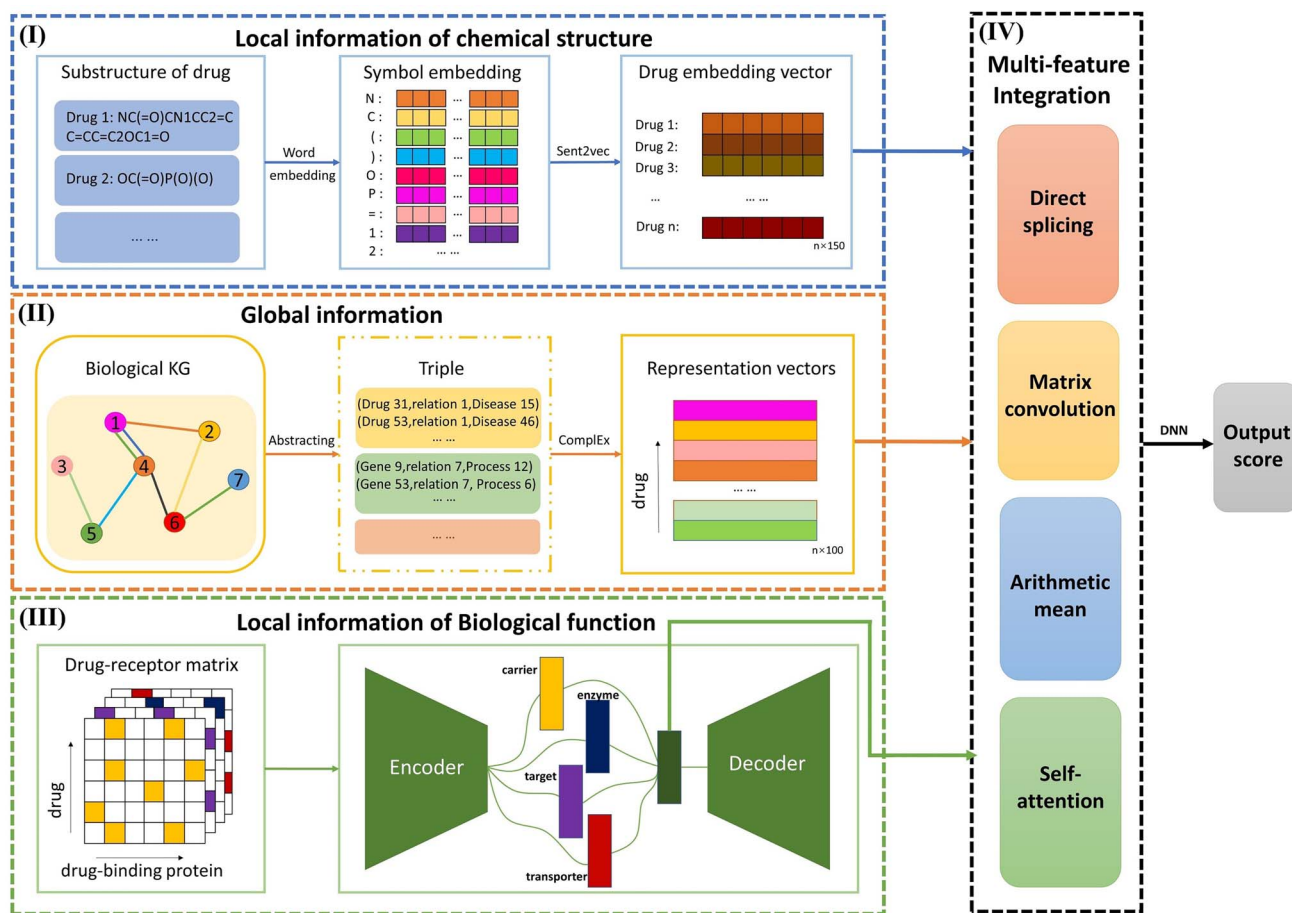 (I)
Local information of chemical structure
Substructure of drug
Drug 1: NC(=O)CN1CC2=C
C=CC=C2OC1=O
Drug 2: OC(=O)P(O)(O)
... ...
Word
embedding
Symbol embedding
N : ...
C : ...
( : ...
) : ...
O : ...
P : ...
= : ...
1 : ...
2 : ... ...
Sent2vec
Drug embedding vector
Drug 1:
Drug 2:
Drug 3:
... ... ...
Drug n:
n×150
(II)
Global information
Biological KG
1
2
3
4
7
6
5
Abstracting
Triple
(Drug 31,relation 1,Disease 15)
(Drug 53,relation 1,Disease 46)
... ...
(Gene 9,relation 7,Process 12)
(Gene 53,relation 7, Process 6)
... ...
... ...
ComplEx
Representation vectors
drug
... ...
n×100
(III)
Local information of Biological function
Drug-receptor matrix
drug
drug-binding protein
Encoder
carrier
enzyme
target
transporter
Decoder
(IV)
Multi-feature
Integration
Direct
splicing
Matrix
convolution
Arithmetic
mean
Self-
attention
DNN
Output
score